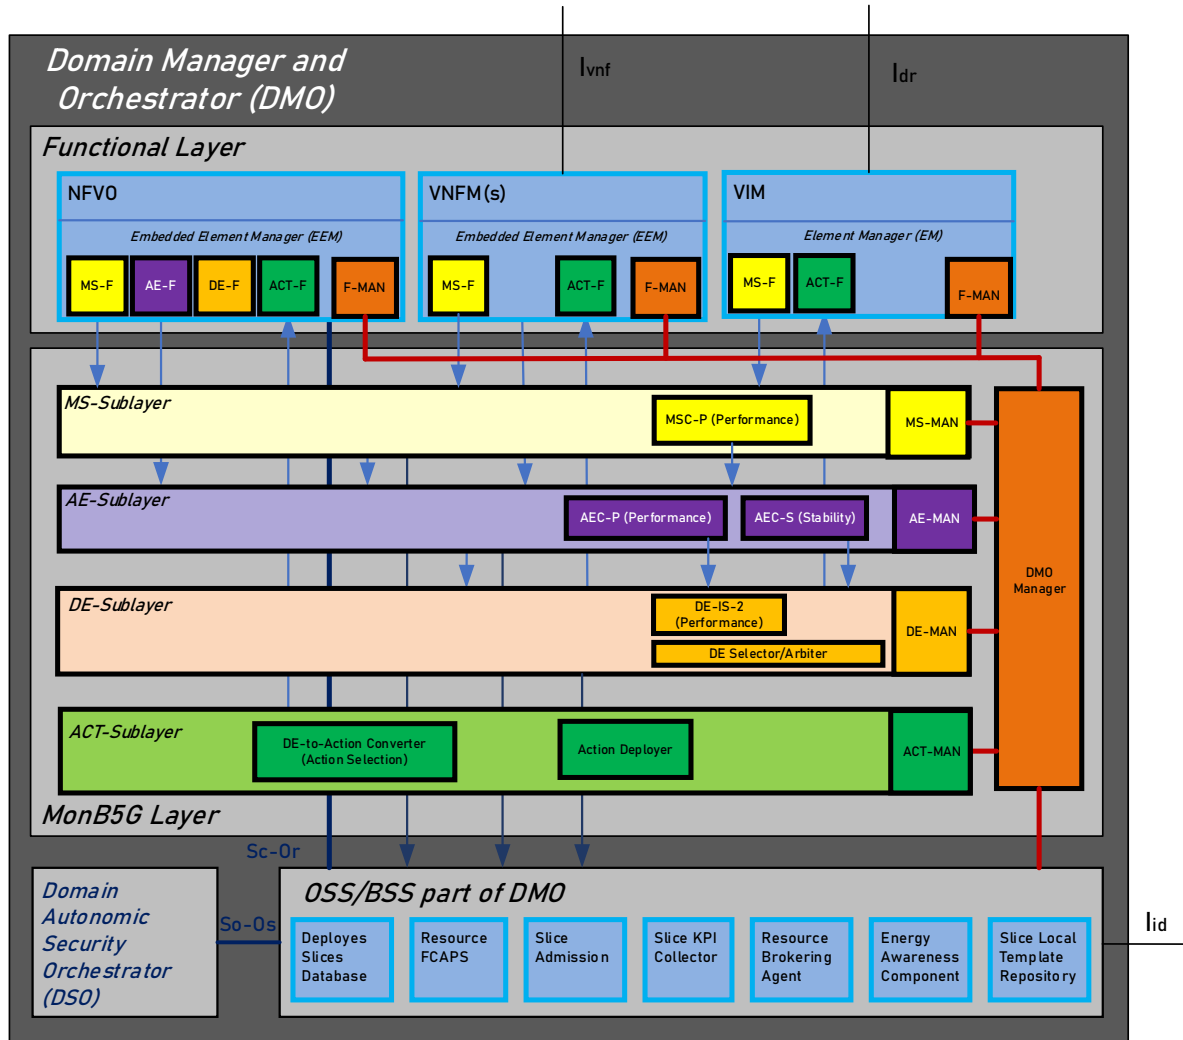 Domain Manager and
Orchestrator (DMO)
Ivnf
Idr
Functional Layer
NFVO
Embedded Element Manager (EEM)
MS-F
AE-F
DE-F
ACT-F
F-MAN
VNFM(s)
Embedded Element Manager (EEM)
MS-F
ACT-F
F-MAN
VIM
Element Manager (EM)
MS-F
ACT-F
F-MAN
MS-Sublayer
MSC-P (Performance)
MS-MAN
AE-Sublayer
AEC-P (Performance)
AEC-S (Stability)
AE-MAN
DE-Sublayer
DE-IS-2
(Performance)
DE Selector/Arbiter
DE-MAN
DMO
Manager
ACT-Sublayer
DE-to-Action Converter
(Action Selection)
Action Deployer
ACT-MAN
MonB5G Layer
Sc-Or
Domain
Autonomic
Security
Orchestrator
(DSO)
So-Os
OSS/BSS part of DMO
Deployes
Slices
Database
Resource
FCAPS
Slice
Admission
Slice KPI
Collector
Resource
Brokering
Agent
Energy
Awareness
Component
Slice Local
Template
Repository
Iid